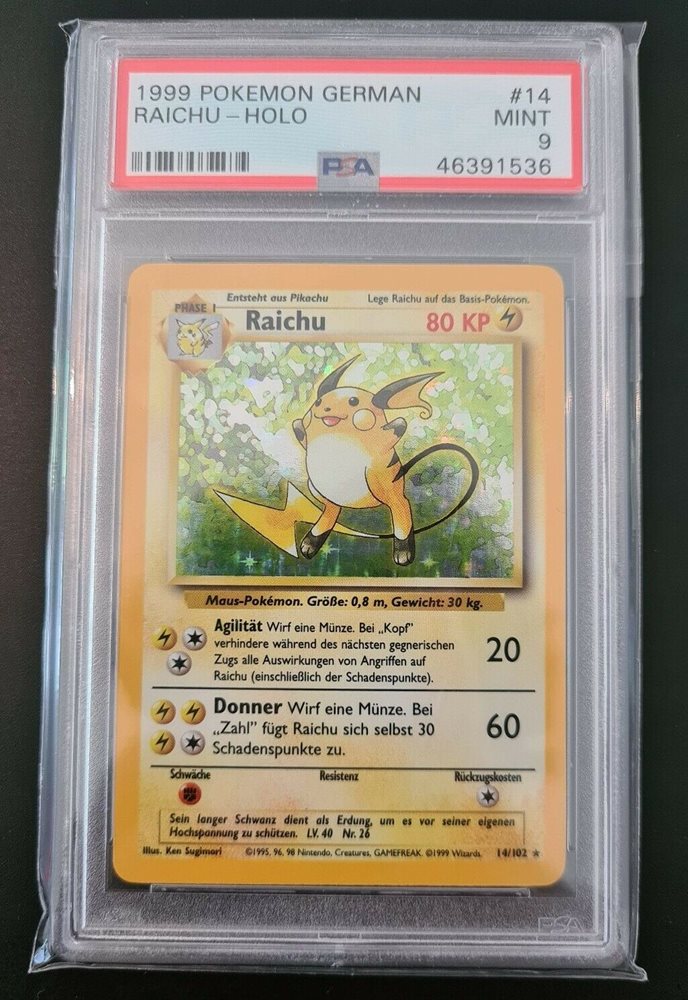 1999 POKEMON GERMAN #14
RAICHU – HOLO MINT
9
PSA 46391536
Entsteht aus Pikachu Lege Raichu auf das Basis-Pokémon.
PHASE 1
Raichu 80 KP
Maus-Pokémon. Größe: 0,8 m, Gewicht: 30 kg.
Agilität Wirf eine Münze. Bei „Kopf"
verhindere während des nächsten gegnerischen
Zugs alle Auswirkungen von Angriffen auf
Raichu (einschließlich der Schadenspunkte).
20
Donner Wirf eine Münze. Bei
„Zahl" fügt Raichu sich selbst 30
Schadenspunkte zu.
60
Schwäche Resistenz Rückzugskosten
Sein langer Schwanz dient als Erdung, um es vor seiner eigenen
Hochspannung zu schützen. LV. 40 Nr. 26
Illus. Ken Sugimori ©1995, 96, 98 Nintendo, Creatures, GAMEFREAK. ©1999 Wizards. 14/102 ★
PSA